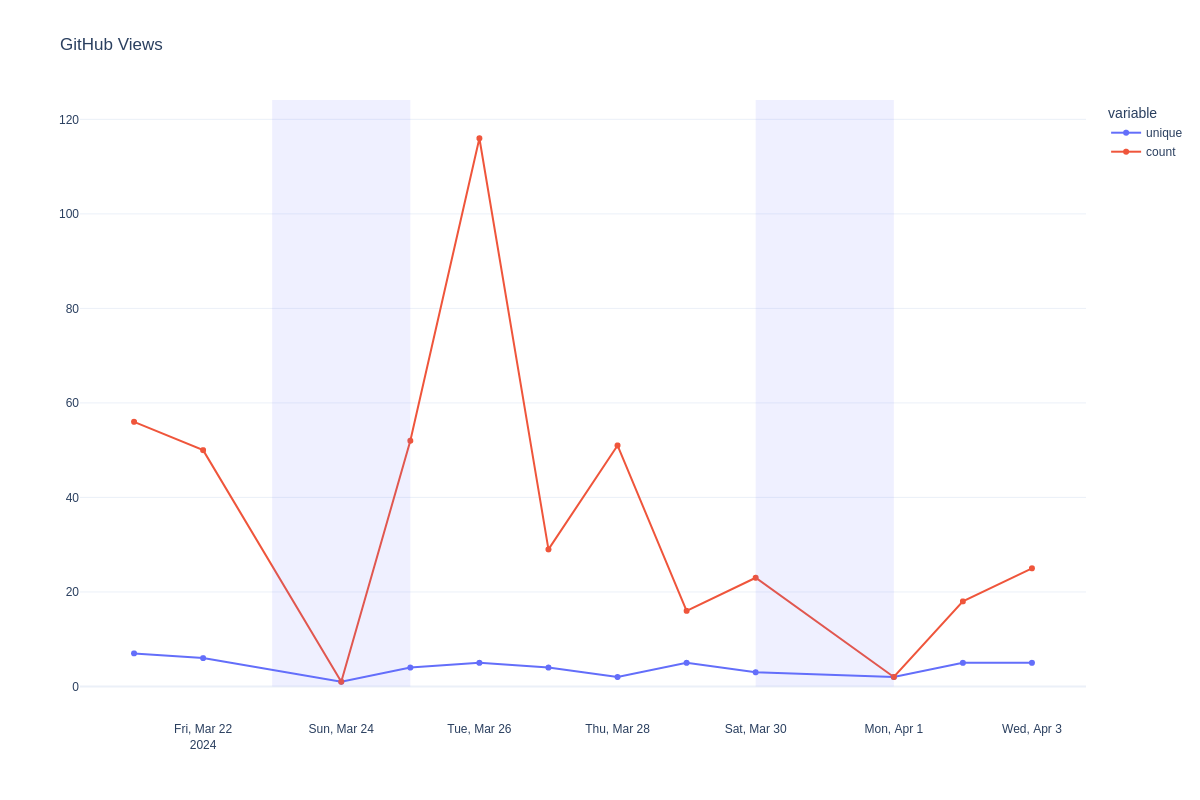 GitHub Views
variable
unique
count
120
100
80
60
40
20
0
Fri, Mar 22
2024
Sun, Mar 24
Tue, Mar 26
Thu, Mar 28
Sat, Mar 30
Mon, Apr 1
Wed, Apr 3